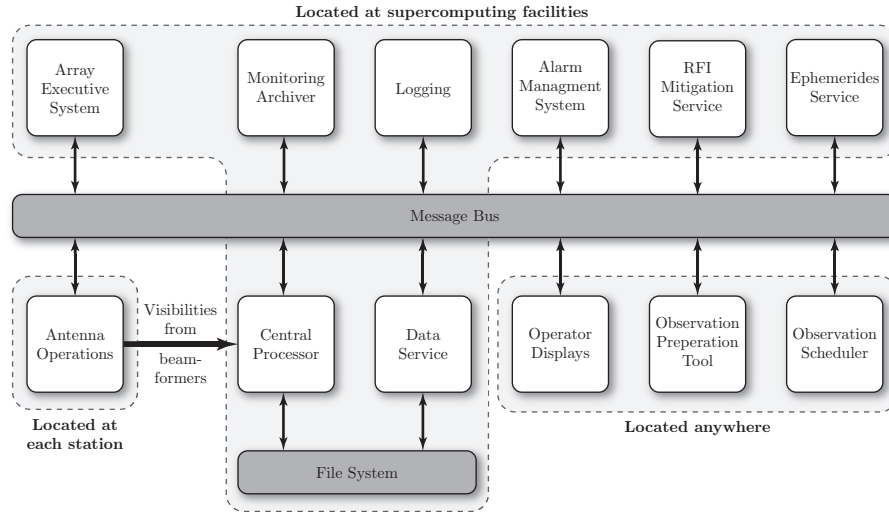 Located at supercomputing facilities
Array
Executive
System
Monitoring
Archiver
Logging
Alarm
Managment
System
RFI
Mitigation
Service
Ephemerides
Service
Message Bus
Antenna
Operations
Visibilities
from
beam-
formers
Central
Processor
Data
Service
Operator
Displays
Observation
Preperation
Tool
Observation
Scheduler
Located at
each station
Located anywhere
File System